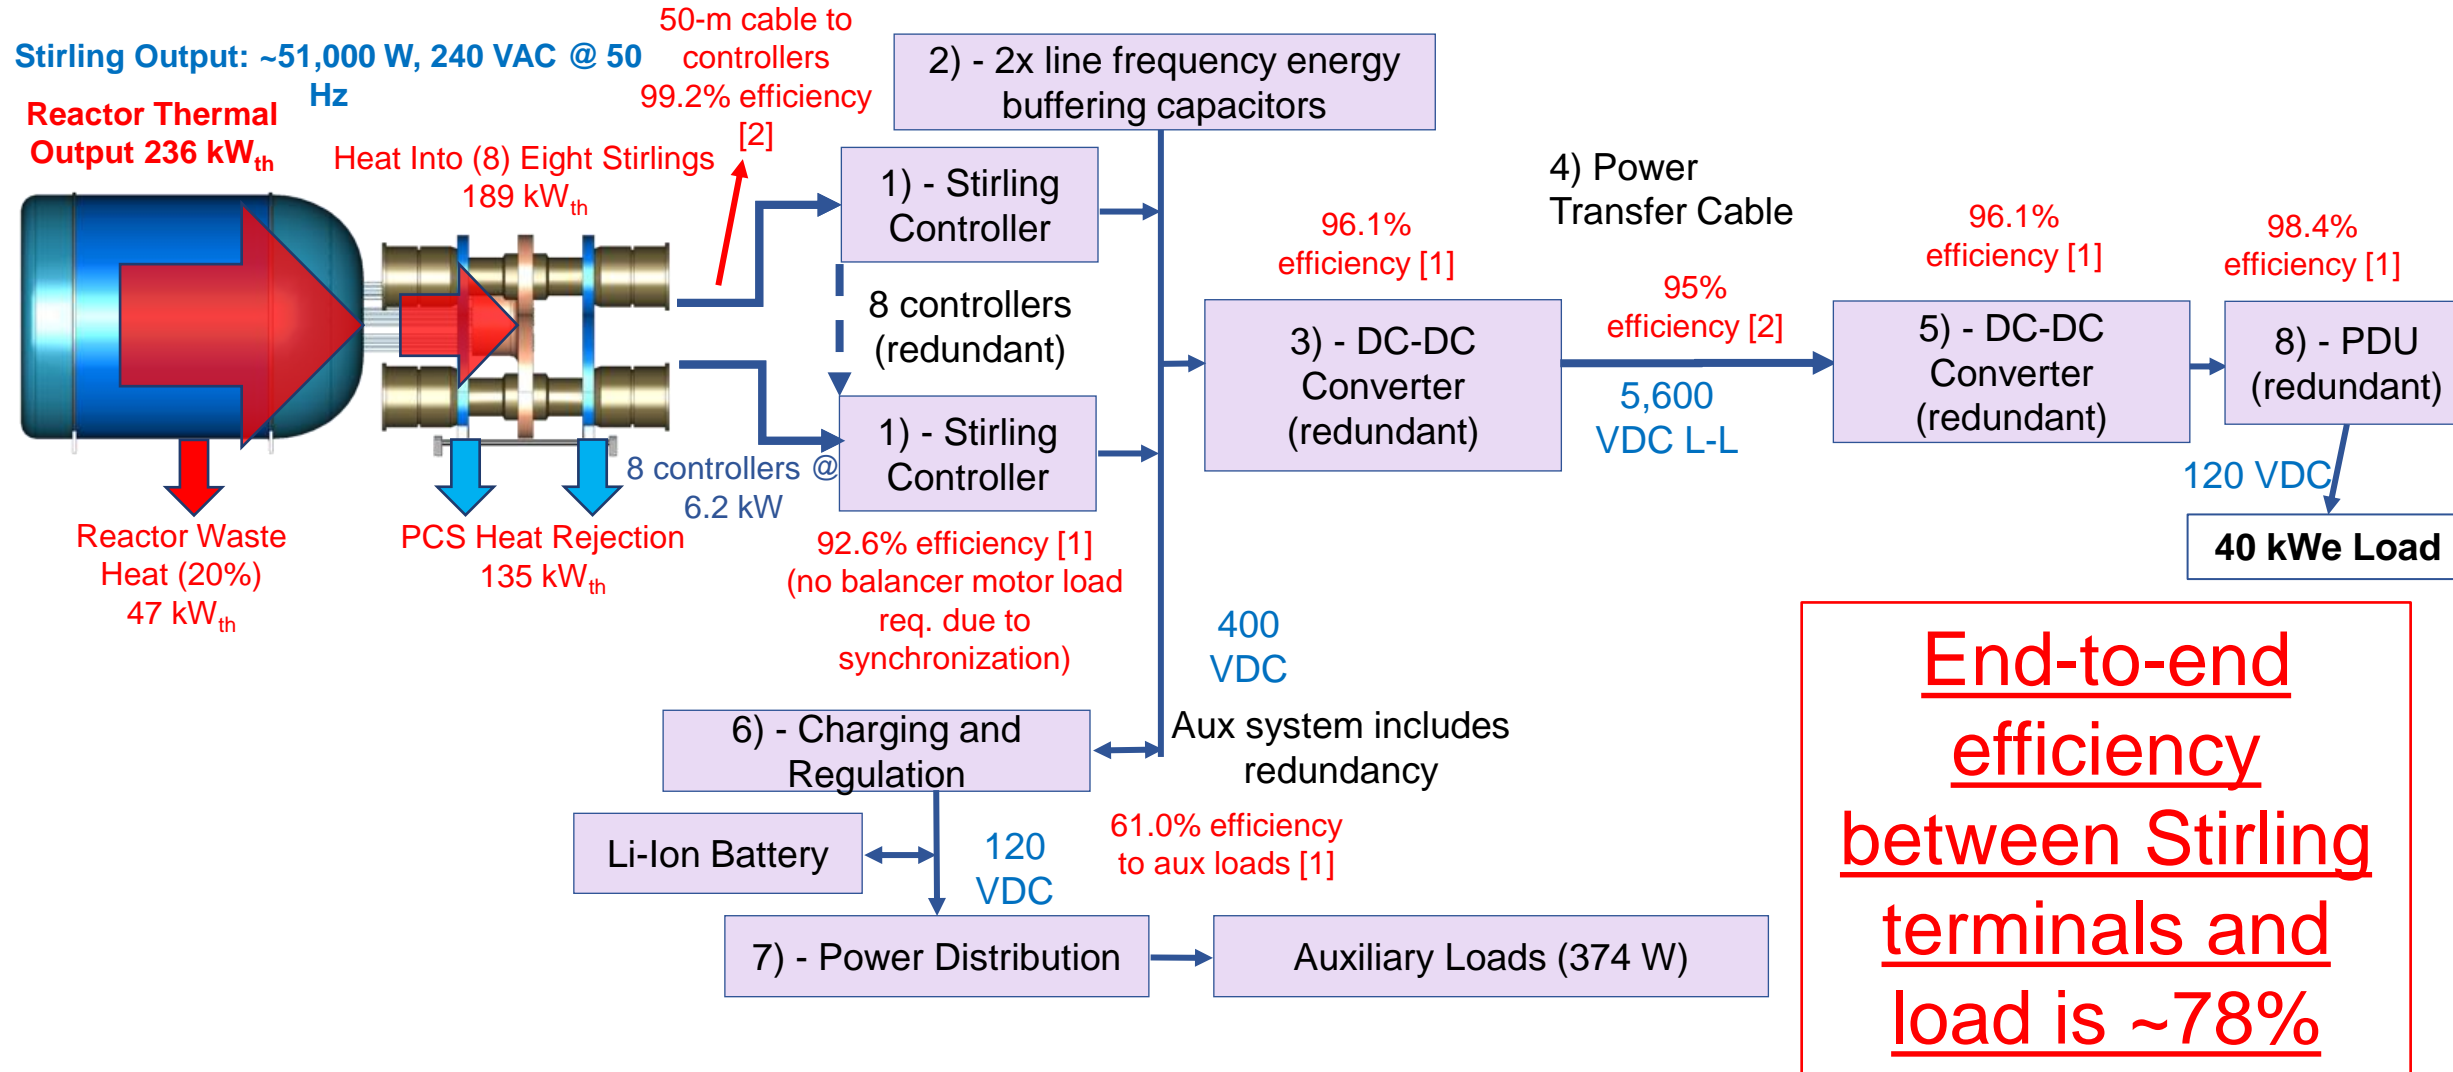 Stirling Output: ~51,000 W, 240 VAC @ 50
Hz
Reactor Thermal
Output 236 kWth
50-m cable to
controllers
99.2% efficiency
[2]
Heat Into (8) Eight Stirlings
189 kWth
2) - 2x line frequency energy
buffering capacitors
1) - Stirling
Controller
8 controllers
(redundant)
1) - Stirling
Controller
8 controllers @
6.2 kW
92.6% efficiency [1]
(no balancer motor load
req. due to
synchronization)
Reactor Waste
Heat (20%)
47 kWth
PCS Heat Rejection
135 kWth
96.1%
efficiency [1]
3) - DC-DC
Converter
(redundant)
4) Power
Transfer Cable
95%
efficiency [2]
5,600
VDC L-L
96.1%
efficiency [1]
5) - DC-DC
Converter
(redundant)
98.4%
efficiency [1]
8) - PDU
(redundant)
120 VDC
40 kWe Load
400
VDC
6) - Charging and
Regulation
Aux system includes
redundancy
Li-Ion Battery
120
VDC
61.0% efficiency
to aux loads [1]
7) - Power Distribution
Auxiliary Loads (374 W)
End-to-end
efficiency
between Stirling
terminals and
load is ~78%